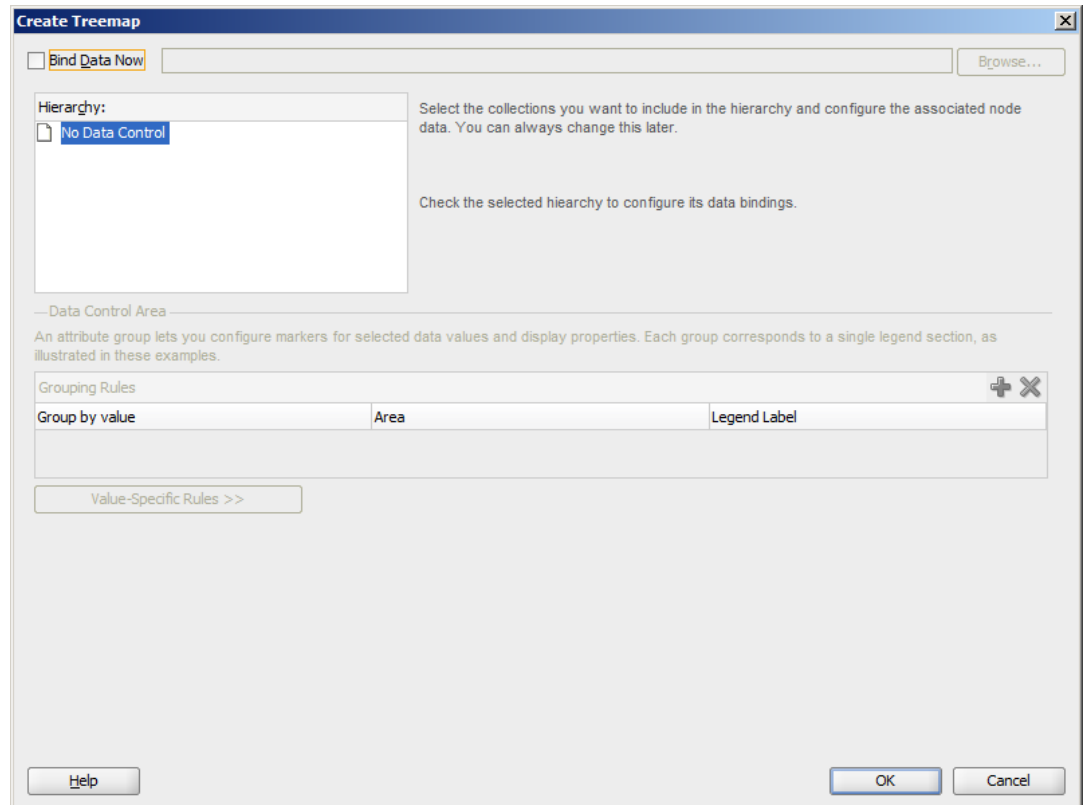 Create Treemap
Bind Data Now
Browse...
Hierarchy:
No Data Control
Select the collections you want to include in the hierarchy and configure the associated node
data. You can always change this later.
Check the selected hiearchy to configure its data bindings.
Data Control Area
An attribute group lets you configure markers for selected data values and display properties. Each group corresponds to a single legend section, as
illustrated in these examples.
Grouping Rules
Group by value Area Legend Label
Value-Specific Rules >>
Help OK Cancel